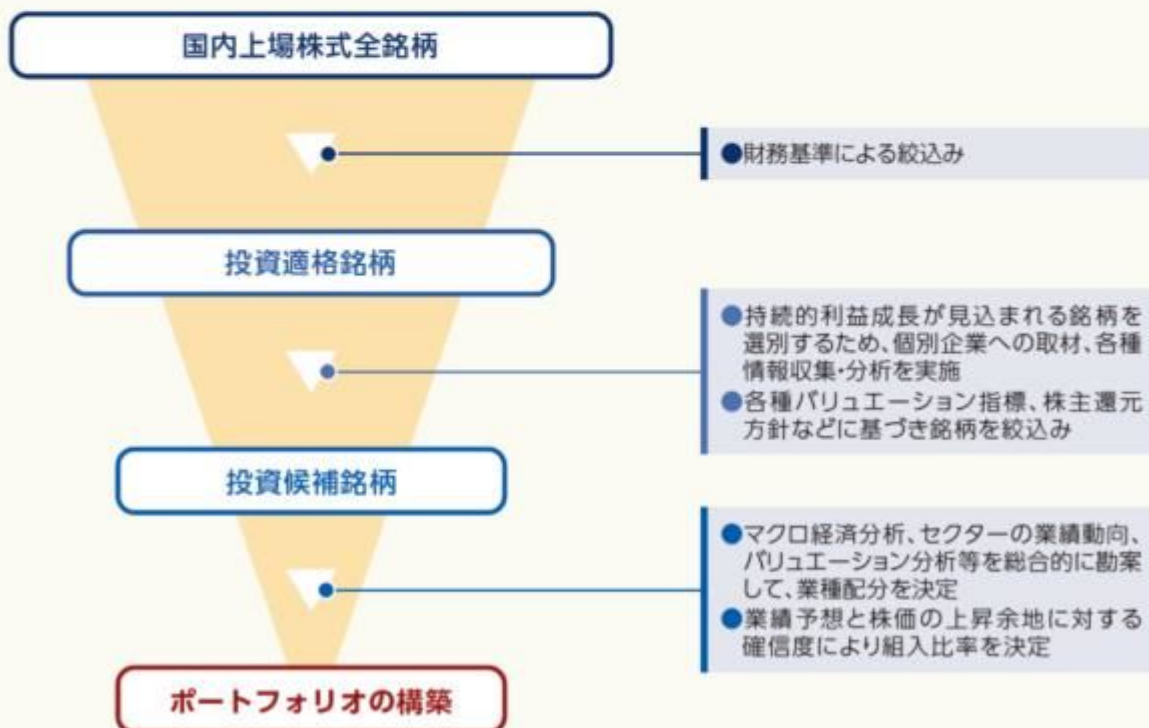 国内上場株式全銘柄
●財務基準による絞込み
投資適格銘柄
●持続的利益成長が見込まれる銘柄を
選別するため、個別企業への取材、各種
情報収集・分析を実施
●各種バリュエーション指標、株主還元
方針などに基づき銘柄を絞込み
投資候補銘柄
●マクロ経済分析、セクターの業績動向、
バリュエーション分析等を総合的に勘案
して、業種配分を決定
●業績予想と株価の上昇余地に対する
確信度により組入比率を決定
ポートフォリオの構築